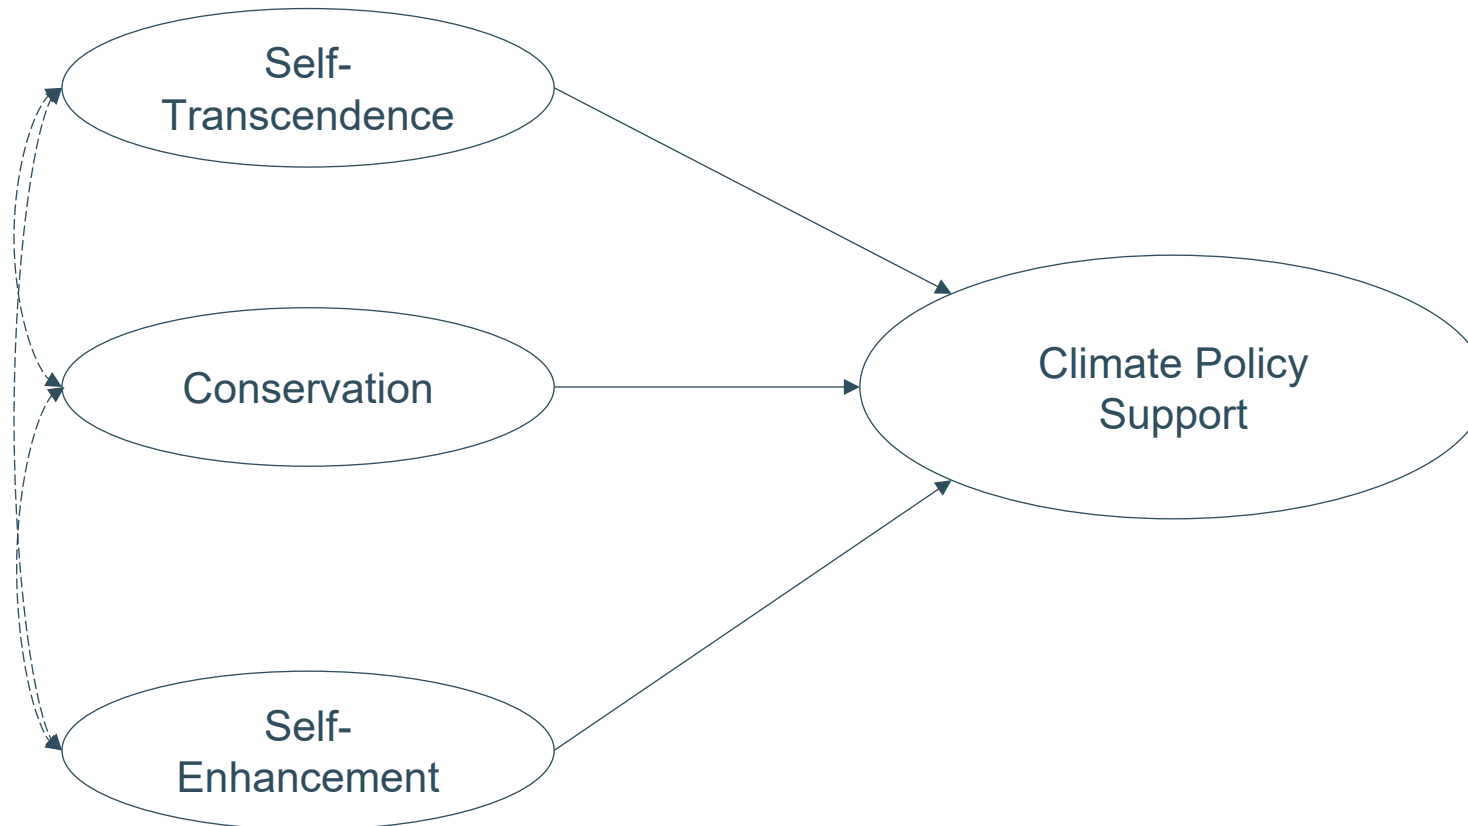 Self-
Transcendence
Conservation
Climate Policy
Support
Self-
Enhancement